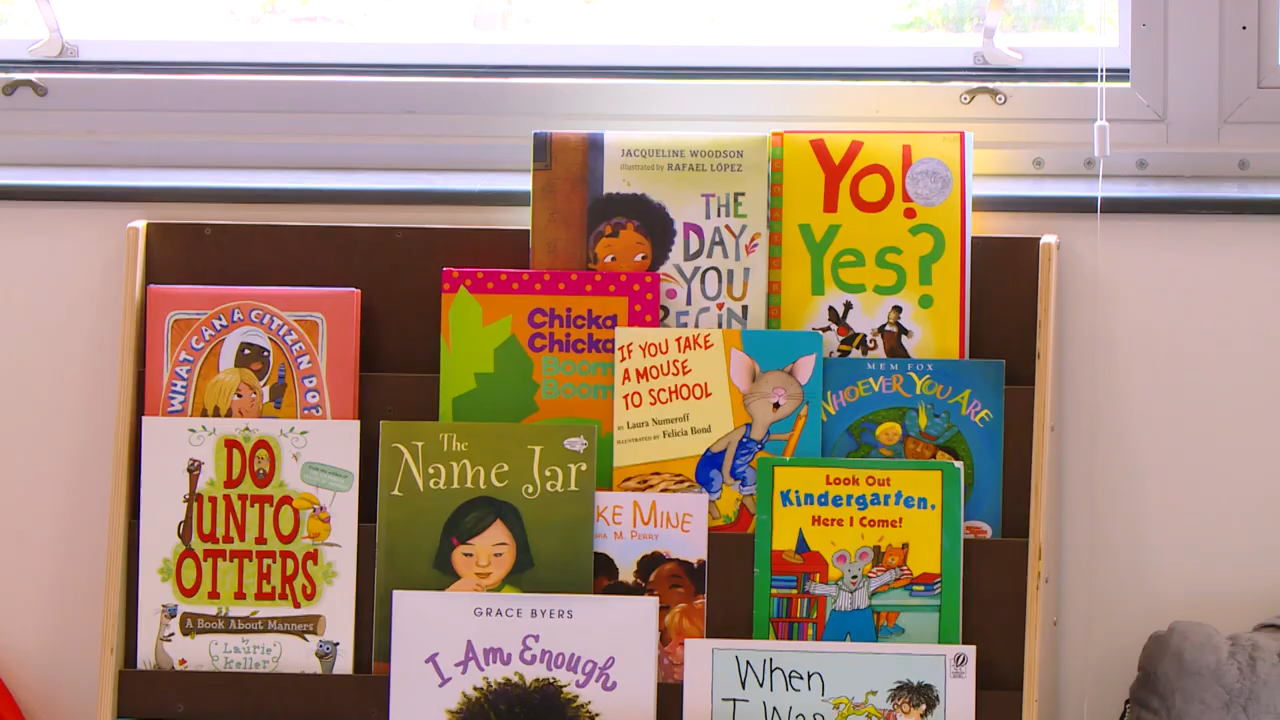 JACQUELINE WOODSON
illustrated by RAFAEL LÓPEZ
THE
DAY
YOU
BEGIN
Yo!
Yes?
WHAT CAN A CITIZEN DO?
Chicka
Chicka
Boom
Boom
IF YOU TAKE
A MOUSE
TO SCHOOL
BY Laura Numeroff
ILLUSTRATED BY Felicia Bond
MEM FOX
WHOEVER YOU ARE
DO
UNTO
OTTERS
A Book About Manners
by
Laurie
Keller
The
Name Jar
KE MINE
M. PERRY
Look Out
Kindergarten,
Here I Come!
GRACE BYERS
I Am Enough
When
I Was